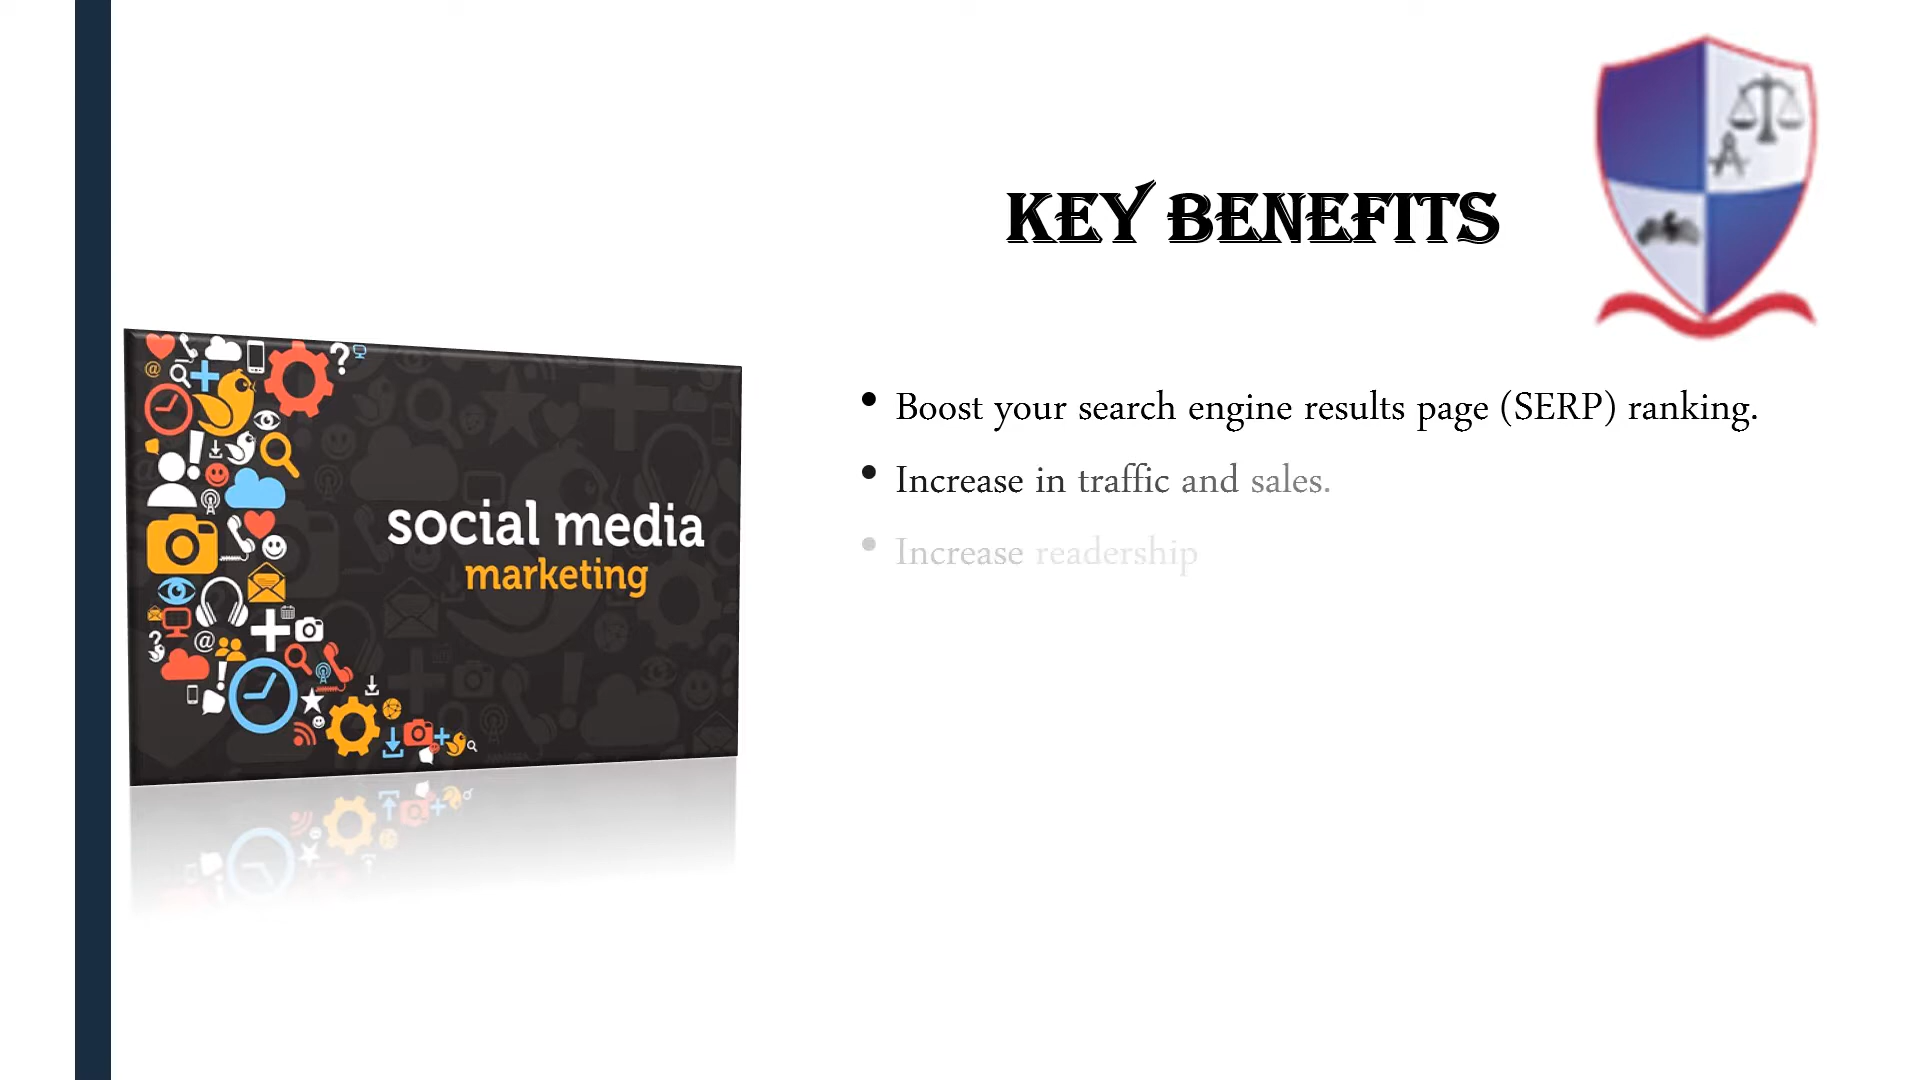 KEY BENEFITS
• Boost your search engine results page (SERP) ranking.
• Increase in traffic and sales.
• Increase readership
social media
marketing